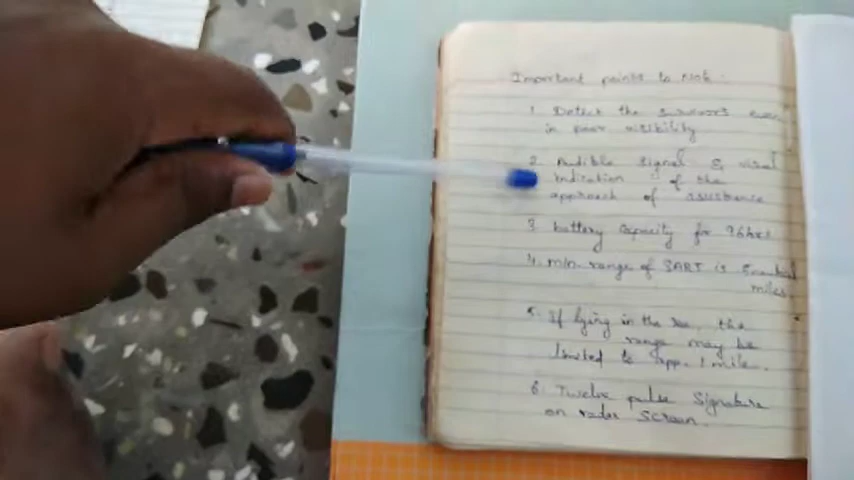 Important points to Note.
1. Detect the survivors even
in poor visibility
2. Audible signal & visual
indication of the
approach of assistance
3. battery capacity for 96hrs
4. min range of SART is 5 nautical
miles
5. If lying in the sea, the
range may be
limited to app. 1 mile.
6. Twelve pulse signature
on radar screen.